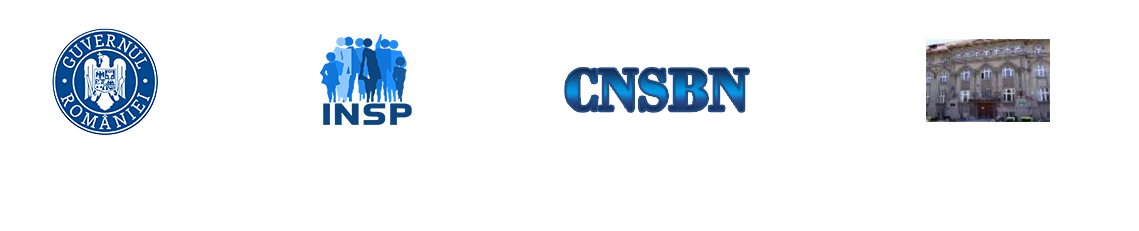 GUVERNUL
ROMÂNIEI
INSP
CNSBN